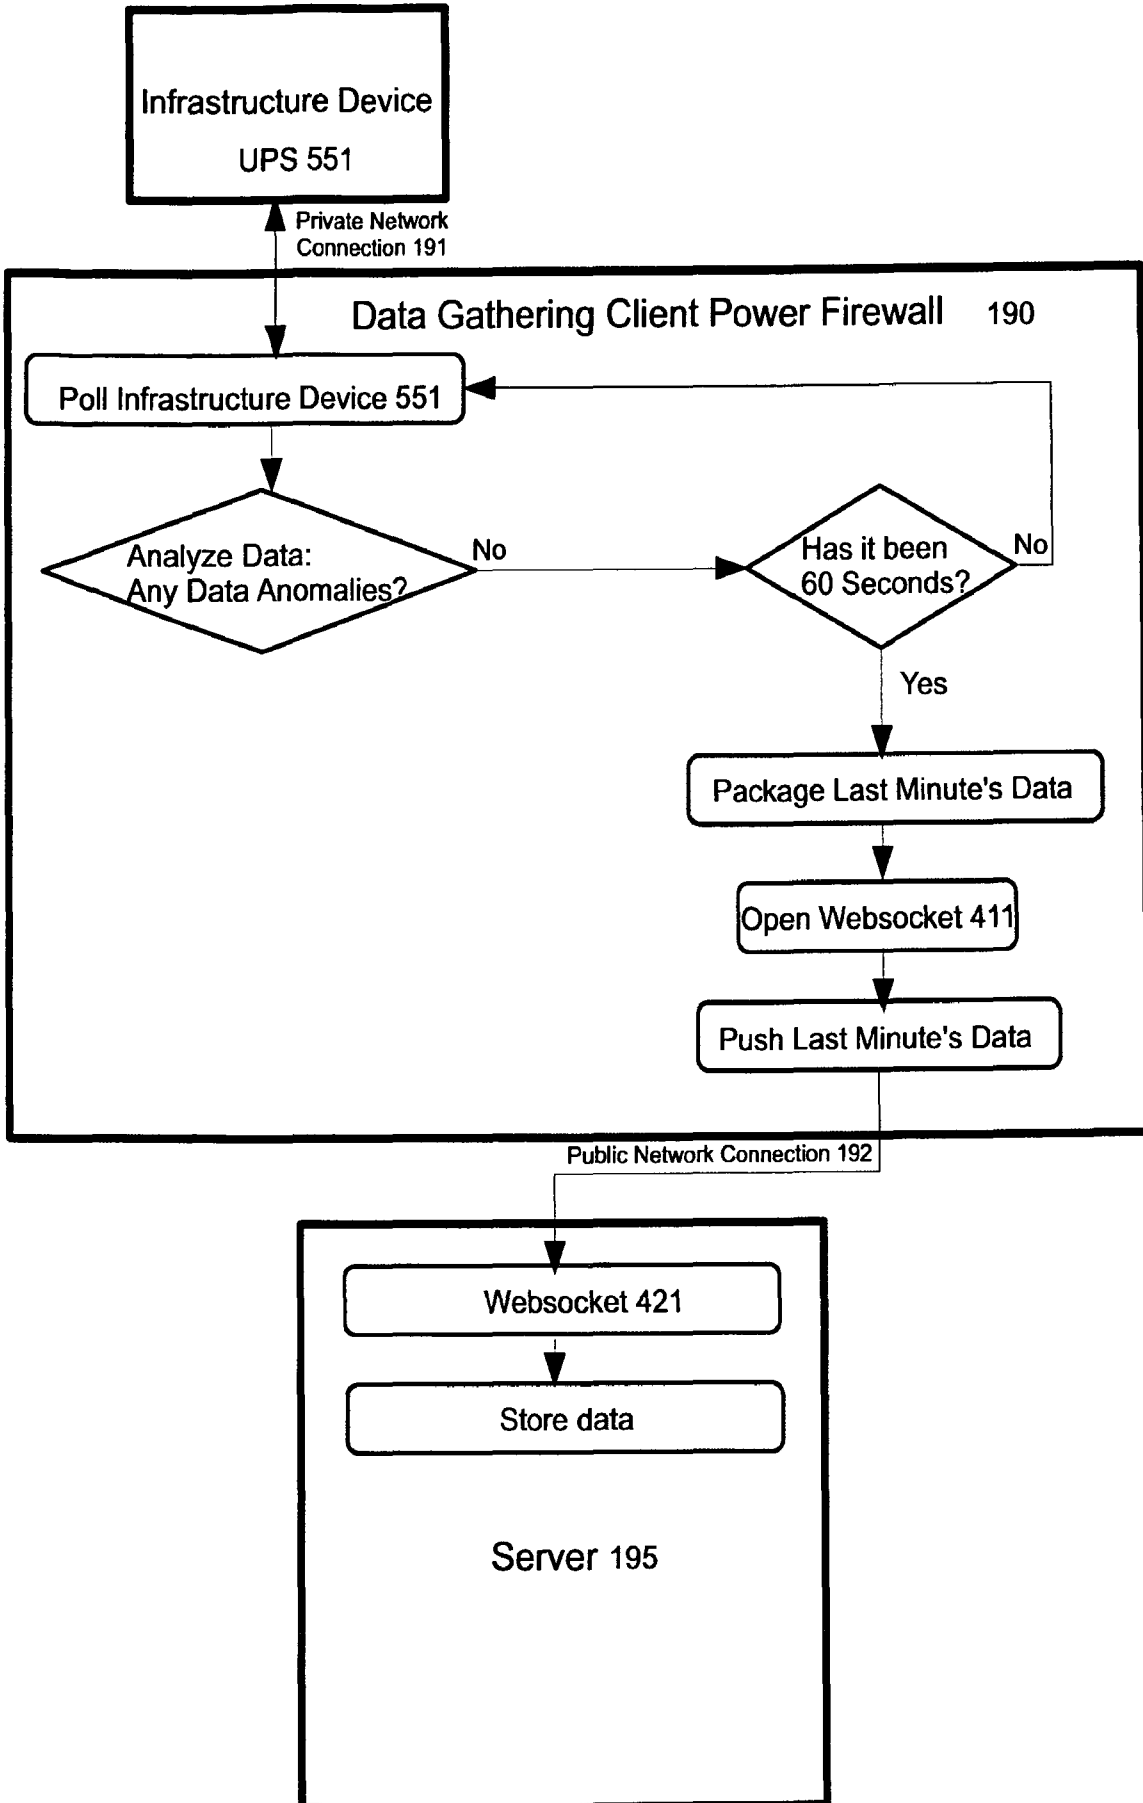 Infrastructure Device
UPS 551
Private Network
Connection 191
Data Gathering Client Power Firewall 190
Poll Infrastructure Device 551
Analyze Data:
Any Data Anomalies?
No
Has it been
60 Seconds?
No
Yes
Package Last Minute's Data
Open Websocket 411
Push Last Minute's Data
Public Network Connection 192
Websocket 421
Store data
Server 195